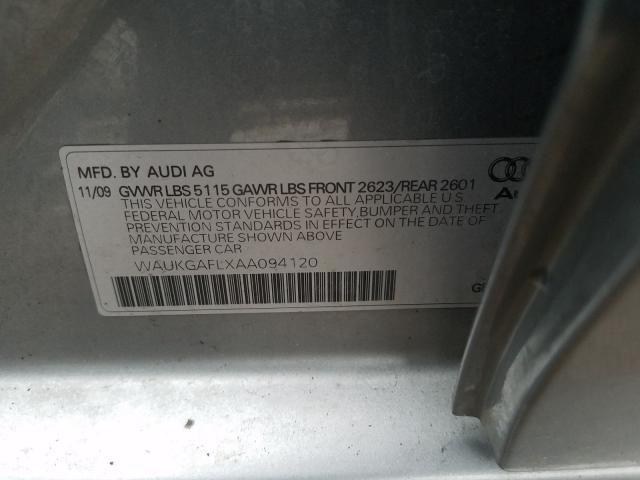 MFD. BY AUDI AG
11/09 GVWR LBS 5115 GAWR LBS FRONT 2623/REAR 2601
THIS VEHICLE CONFORMS TO ALL APPLICABLE U.S.
FEDERAL MOTOR VEHICLE SAFETY, BUMPER AND THEFT
PREVENTION STANDARDS IN EFFECT ON THE DATE OF
MANUFACTURE SHOWN ABOVE
PASSENGER CAR
WAUKGAFLXAA094120